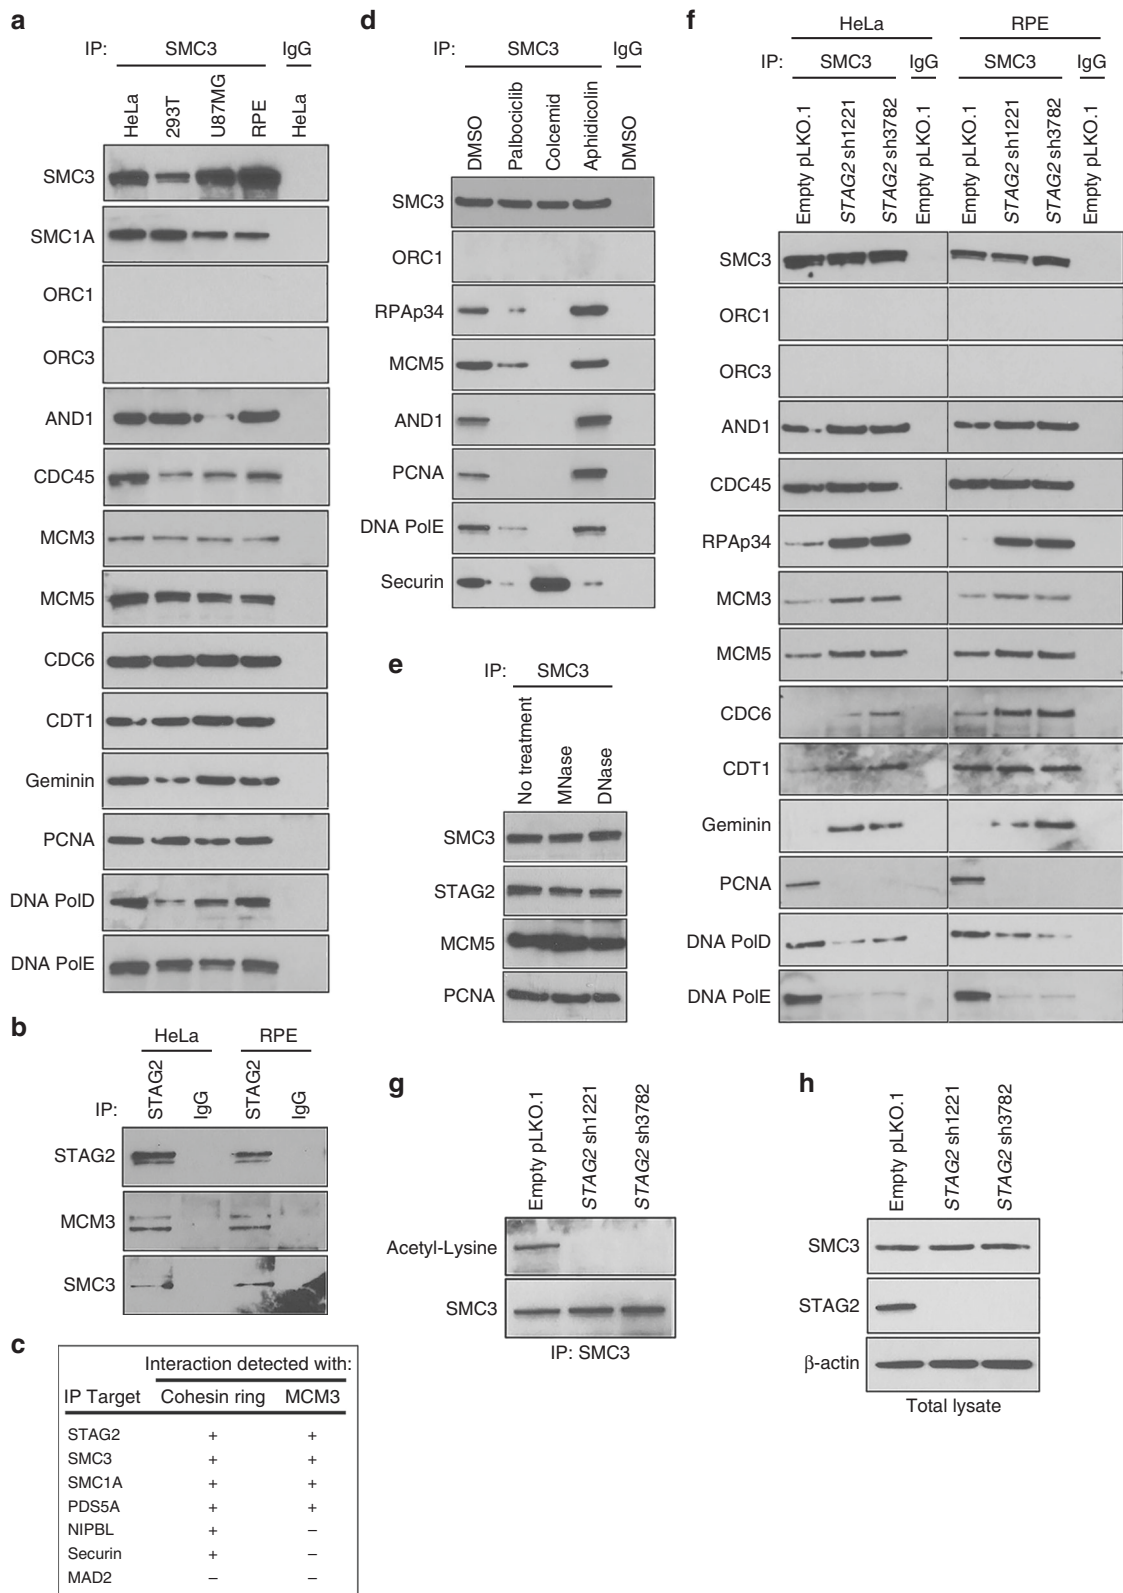 a
IP: SMC3 IgG
HeLa 293T U87MG RPE HeLa
SMC3
SMC1A
ORC1
ORC3
AND1
CDC45
MCM3
MCM5
CDC6
CDT1
Geminin
PCNA
DNA PolD
DNA PolE
b
HeLa RPE
IP: STAG2 IgG STAG2 IgG
STAG2
MCM3
SMC3
c
Interaction detected with:
IP Target Cohesin ring MCM3
STAG2 + +
SMC3 + +
SMC1A + +
PDS5A + +
NIPBL + –
Securin + –
MAD2 – –
d
IP: SMC3 IgG
DMSO Palbociclib Colcemid Aphidicolin DMSO
SMC3
ORC1
RPAp34
MCM5
AND1
PCNA
DNA PolE
Securin
e
IP: SMC3
No treatment MNase DNase
SMC3
STAG2
MCM5
PCNA
f
HeLa RPE
IP: SMC3 IgG SMC3 IgG
Empty pLKO.1 STAG2 sh1221 STAG2 sh3782 Empty pLKO.1 Empty pLKO.1 STAG2 sh1221 STAG2 sh3782 Empty pLKO.1
SMC3
ORC1
ORC3
AND1
CDC45
RPAp34
MCM3
MCM5
CDC6
CDT1
Geminin
PCNA
DNA PolD
DNA PolE
g
Empty pLKO.1 STAG2 sh1221 STAG2 sh3782
Acetyl-Lysine
SMC3
IP: SMC3
h
Empty pLKO.1 STAG2 sh1221 STAG2 sh3782
SMC3
STAG2
β-actin
Total lysate